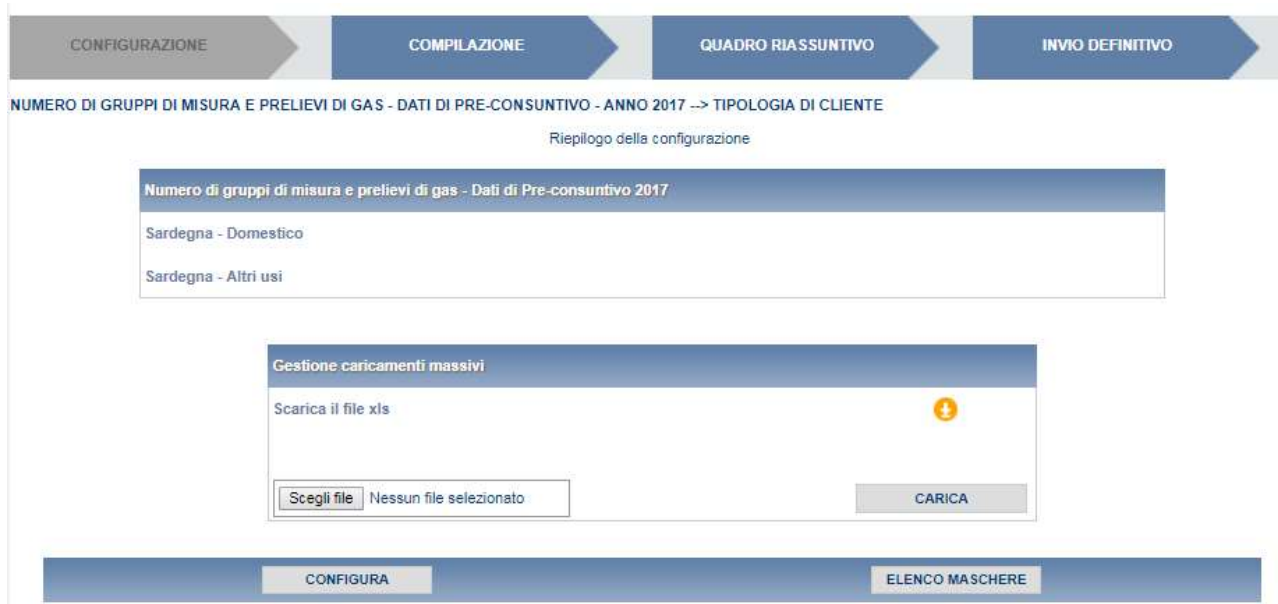 CONFIGURAZIONE COMPILAZIONE QUADRO RIASSUNTIVO INVIO DEFINITIVO
NUMERO DI GRUPPI DI MISURA E PRELIEVI DI GAS - DATI DI PRE-CONSUNTIVO - ANNO 2017 --> TIPOLOGIA DI CLIENTE
Riepilogo della configurazione
Numero di gruppi di misura e prelievi di gas - Dati di Pre-consuntivo 2017
Sardegna - Domestico
Sardegna - Altri usi
Gestione caricamenti massivi
Scarica il file xls
Scegli file Nessun file selezionato CARICA
CONFIGURA ELENCO MASCHERE